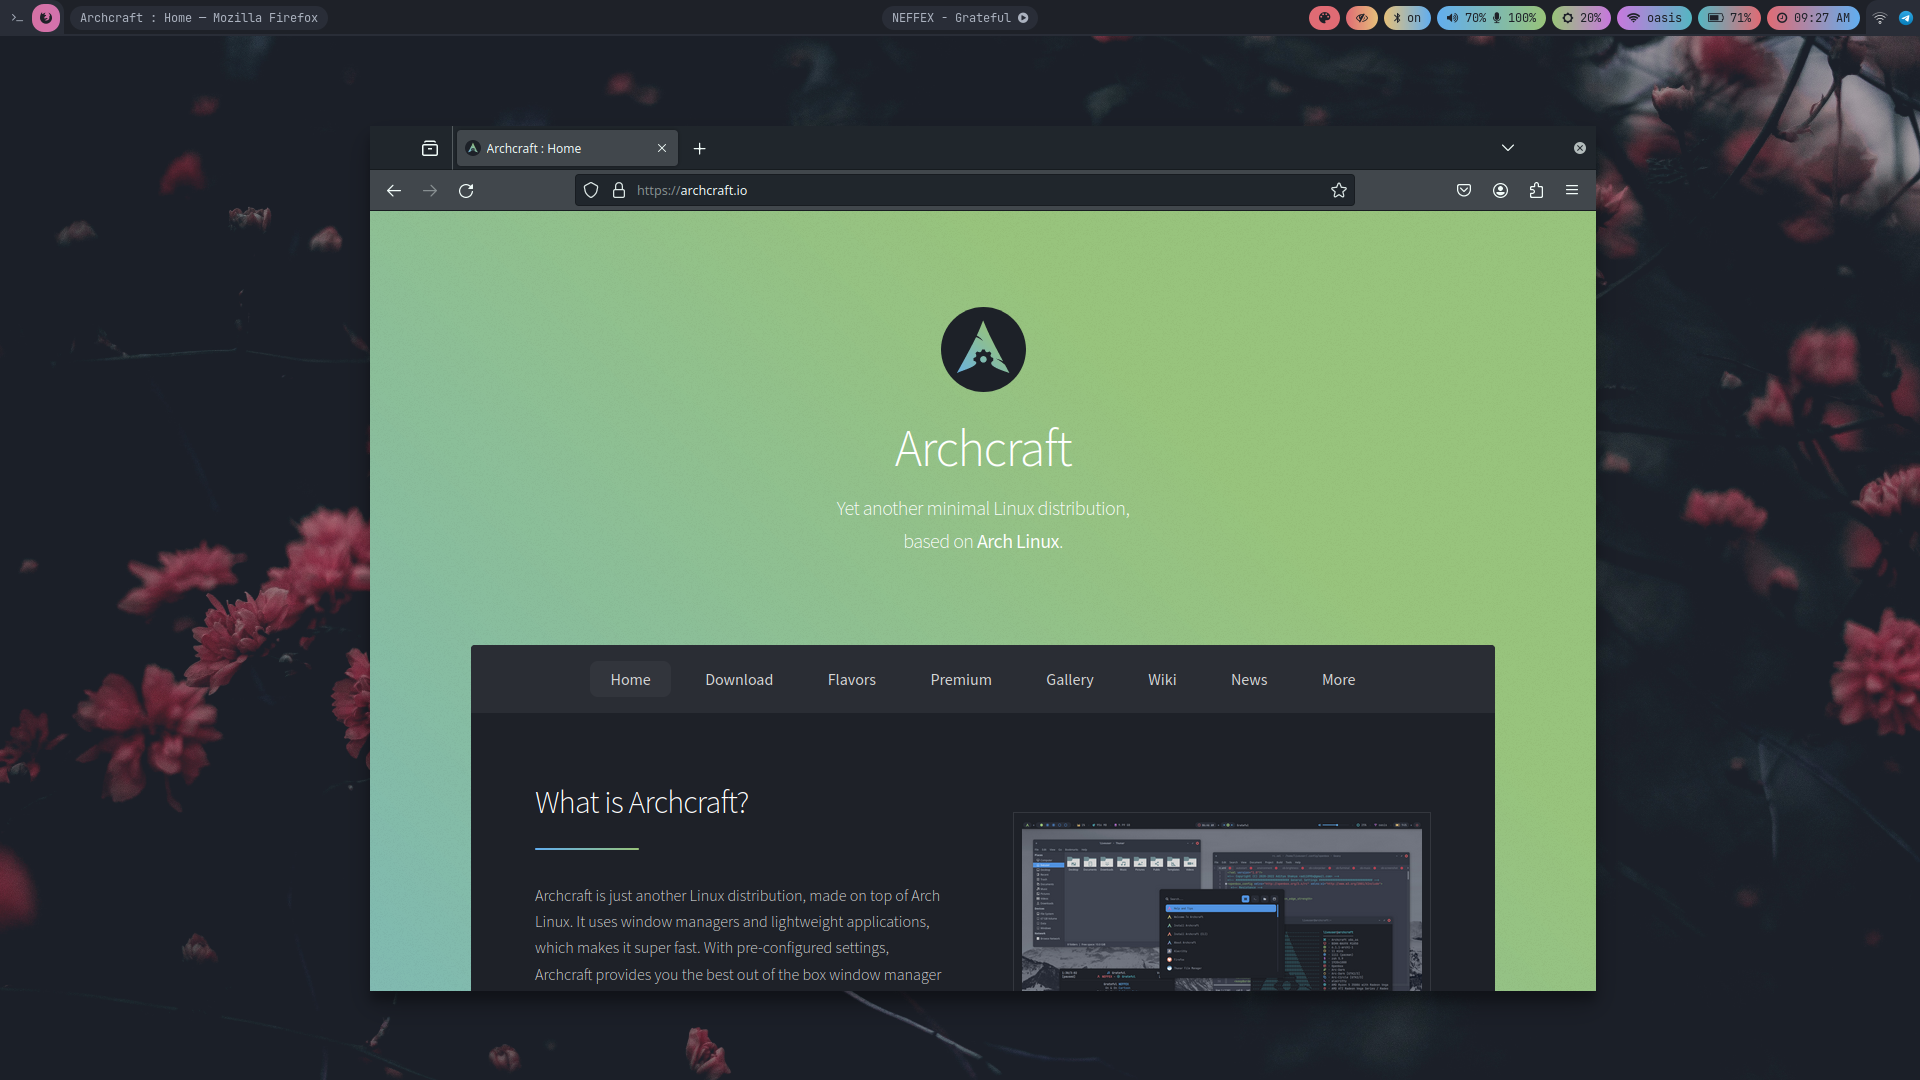 Archcraft : Home — Mozilla Firefox
NEFFEX - Grateful
on
70% 100%
20%
oasis
71%
09:27 AM
Archcraft : Home
https://archcraft.io
Archcraft
Yet another minimal Linux distribution,
based on Arch Linux.
Home Download Flavors Premium Gallery Wiki News More
What is Archcraft?
Archcraft is just another Linux distribution, made on top of Arch
Linux. It uses window managers and lightweight applications,
which makes it super fast. With pre-configured settings,
Archcraft provides you the best out of the box window manager